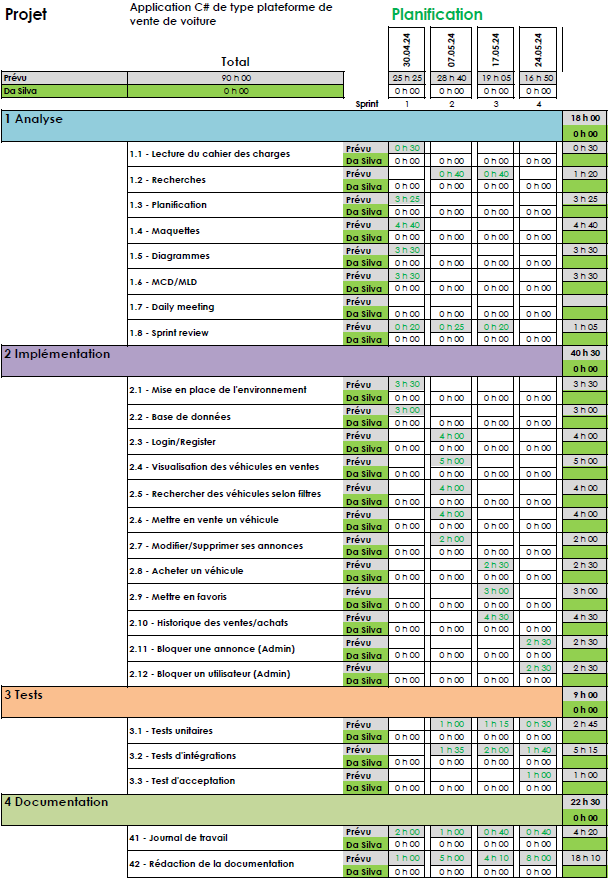 Projet Application C# de type plateforme de vente de voiture Planification
30.04.24 07.05.24 17.05.24 24.05.24
Total
Prévu 90 h 00 25 h 25 28 h 40 19 h 05 16 h 50
Da Silva 0 h 00 0 h 00 0 h 00 0 h 00 0 h 00
Sprint 1 2 3 4
1 Analyse 18 h 00
0 h 00
1.1 - Lecture du cahier des charges Prévu 0 h 30 0 h 30
Da Silva 0 h 00 0 h 00 0 h 00 0 h 00
1.2 - Recherches Prévu 0 h 40 0 h 40 1 h 20
Da Silva 0 h 00 0 h 00 0 h 00 0 h 00
1.3 - Planification Prévu 3 h 25 3 h 25
Da Silva 0 h 00 0 h 00 0 h 00 0 h 00
1.4 - Maquettes Prévu 4 h 40 4 h 40
Da Silva 0 h 00 0 h 00 0 h 00 0 h 00
1.5 - Diagrammes Prévu 3 h 30 3 h 30
Da Silva 0 h 00 0 h 00 0 h 00 0 h 00
1.6 - MCD/MLD Prévu 3 h 30 3 h 30
Da Silva 0 h 00 0 h 00 0 h 00 0 h 00
1.7 - Daily meeting Prévu
Da Silva 0 h 00 0 h 00 0 h 00 0 h 00
1.8 - Sprint review Prévu 0 h 20 0 h 25 0 h 20 1 h 05
Da Silva 0 h 00 0 h 00 0 h 00 0 h 00
2 Implémentation 40 h 30
0 h 00
2.1 - Mise en place de l'environnement Prévu 3 h 30 3 h 30
Da Silva 0 h 00 0 h 00 0 h 00 0 h 00
2.2 - Base de données Prévu 3 h 00 3 h 00
Da Silva 0 h 00 0 h 00 0 h 00 0 h 00
2.3 - Login/Register Prévu 4 h 00 4 h 00
Da Silva 0 h 00 0 h 00 0 h 00 0 h 00
2.4 - Visualisation des véhicules en ventes Prévu 5 h 00 5 h 00
Da Silva 0 h 00 0 h 00 0 h 00 0 h 00
2.5 - Rechercher des véhicules selon filtres Prévu 4 h 00 4 h 00
Da Silva 0 h 00 0 h 00 0 h 00 0 h 00
2.6 - Mettre en vente un véhicule Prévu 4 h 00 4 h 00
Da Silva 0 h 00 0 h 00 0 h 00 0 h 00
2.7 - Modifier/Supprimer ses annonces Prévu 2 h 00 2 h 00
Da Silva 0 h 00 0 h 00 0 h 00 0 h 00
2.8 - Acheter un véhicule Prévu 2 h 30 2 h 30
Da Silva 0 h 00 0 h 00 0 h 00 0 h 00
2.9 - Mettre en favoris Prévu 3 h 00 3 h 00
Da Silva 0 h 00 0 h 00 0 h 00 0 h 00
2.10 - Historique des ventes/achats Prévu 4 h 30 4 h 30
Da Silva 0 h 00 0 h 00 0 h 00 0 h 00
2.11 - Bloquer une annonce (Admin) Prévu 2 h 30 2 h 30
Da Silva 0 h 00 0 h 00 0 h 00 0 h 00
2.12 - Bloquer un utilisateur (Admin) Prévu 2 h 30 2 h 30
Da Silva 0 h 00 0 h 00 0 h 00 0 h 00
3 Tests 9 h 00
0 h 00
3.1 - Tests unitaires Prévu 1 h 00 1 h 15 0 h 30 2 h 45
Da Silva 0 h 00 0 h 00 0 h 00 0 h 00
3.2 - Tests d'intégrations Prévu 1 h 35 2 h 00 1 h 40 5 h 15
Da Silva 0 h 00 0 h 00 0 h 00 0 h 00
3.3 - Test d'acceptation Prévu 1 h 00 1 h 00
Da Silva 0 h 00 0 h 00 0 h 00 0 h 00
4 Documentation 22 h 30
0 h 00
41 - Journal de travail Prévu 2 h 00 1 h 00 0 h 40 0 h 40 4 h 20
Da Silva 0 h 00 0 h 00 0 h 00 0 h 00
42 - Rédaction de la documentation Prévu 1 h 00 5 h 00 4 h 10 8 h 00 18 h 10
Da Silva 0 h 00 0 h 00 0 h 00 0 h 00